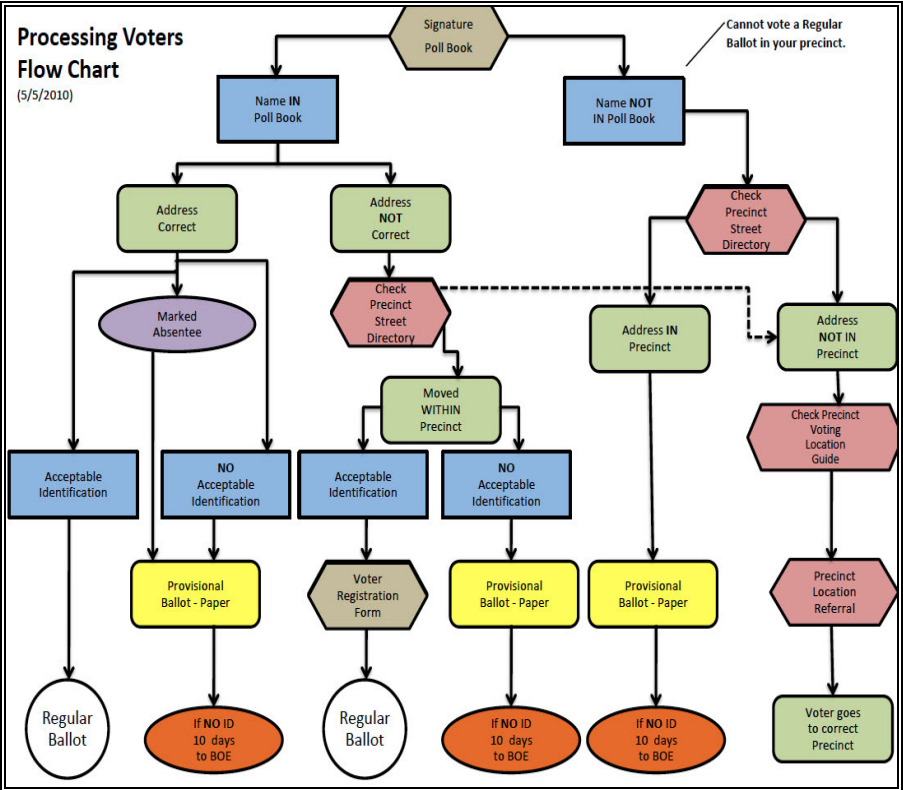 Processing Voters
Flow Chart
(5/5/2010)
Signature
Poll Book
Cannot vote a Regular
Ballot in your precinct.
Name IN
Poll Book
Name NOT
IN Poll Book
Address
Correct
Address
NOT
Correct
Check
Precinct
Street
Directory
Marked
Absentee
Check
Precinct
Street
Directory
Address IN
Precinct
Address
NOT IN
Precinct
Moved
WITHIN
Precinct
Check Precinct
Voting
Location
Guide
Acceptable
Identification
NO
Acceptable
Identification
Acceptable
Identification
NO
Acceptable
Identification
Provisional
Ballot - Paper
Voter
Registration
Form
Provisional
Ballot - Paper
Provisional
Ballot - Paper
Precinct
Location
Referral
Regular
Ballot
If NO ID
10 days
to BOE
Regular
Ballot
If NO ID
10 days
to BOE
If NO ID
10 days
to BOE
Voter goes
to correct
Precinct